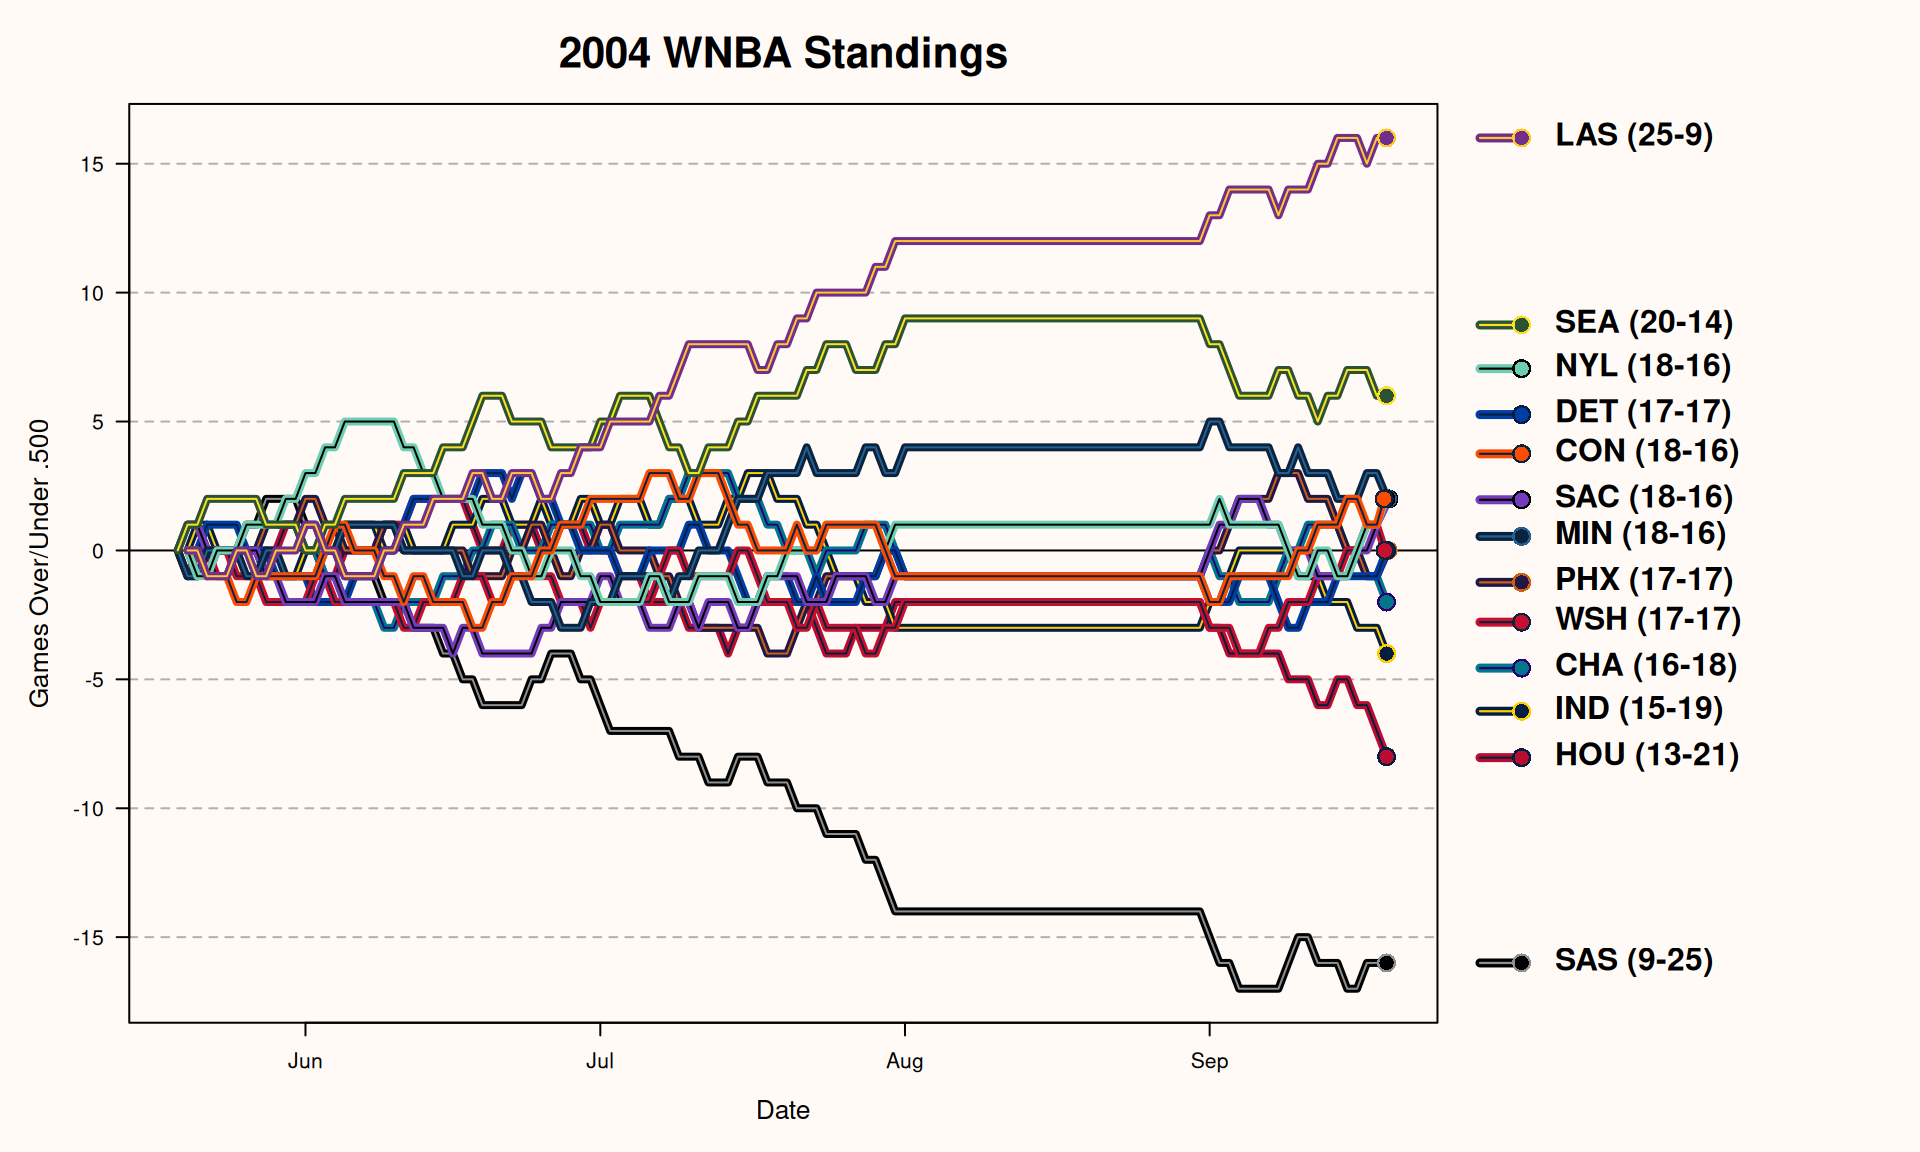 2004 WNBA Standings
Games Over/Under .500
15
10
5
0
-5
-10
-15
Jun
Jul
Aug
Sep
Date
LAS (25-9)
SEA (20-14)
NYL (18-16)
DET (17-17)
CON (18-16)
SAC (18-16)
MIN (18-16)
PHX (17-17)
WSH (17-17)
CHA (16-18)
IND (15-19)
HOU (13-21)
SAS (9-25)